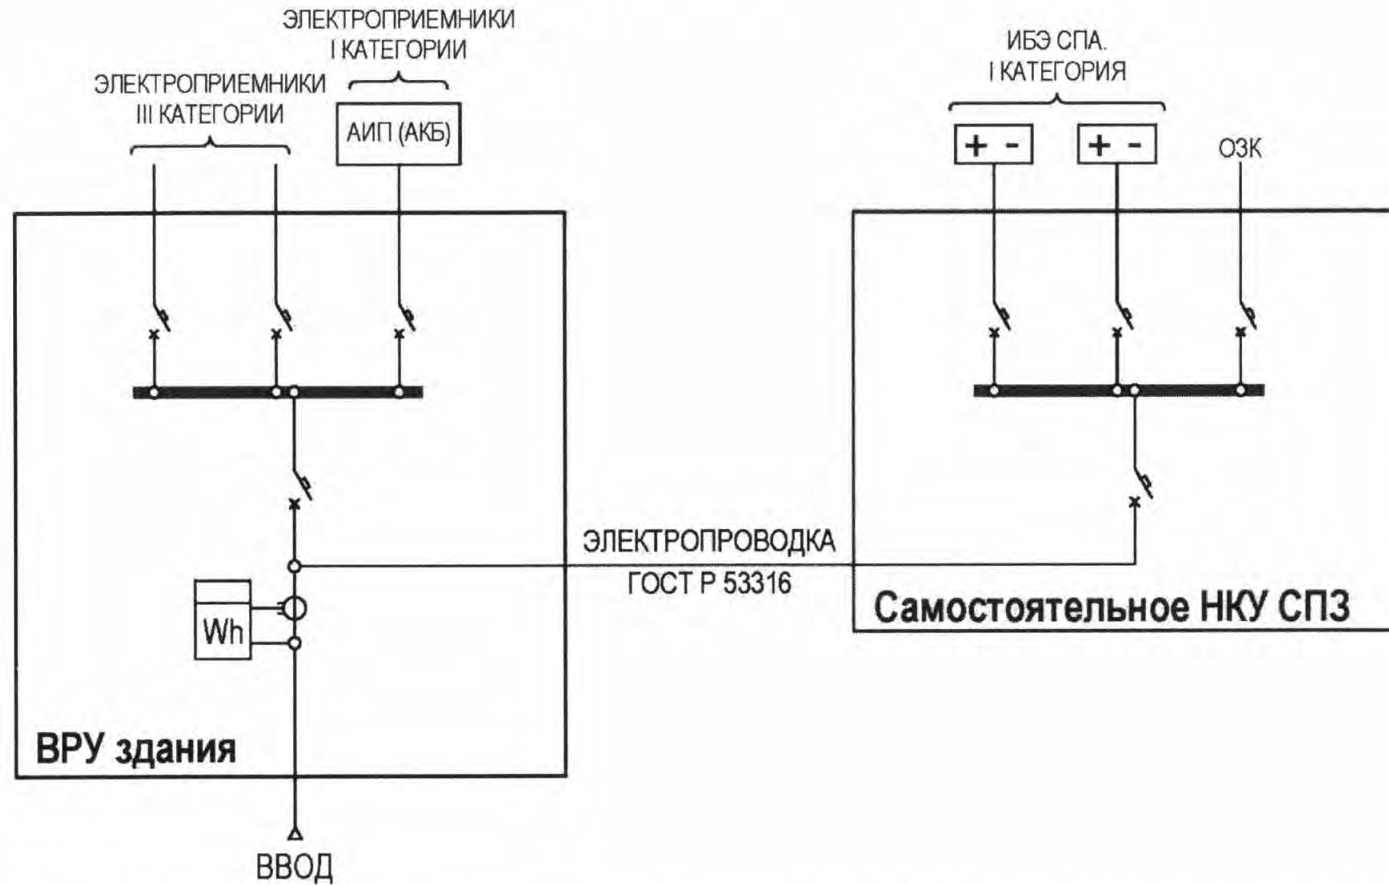 ЭЛЕКТРОПРИЕМНИКИ
I КАТЕГОРИИ
ЭЛЕКТРОПРИЕМНИКИ
III КАТЕГОРИИ
АИП (АКБ)
ИБЭ СПА.
I КАТЕГОРИЯ
+ -
+ -
ОЗК
ЭЛЕКТРОПРОВОДКА
ГОСТ Р 53316
Wh
Самостоятельное НКУ СПЗ
ВРУ здания
ВВОД